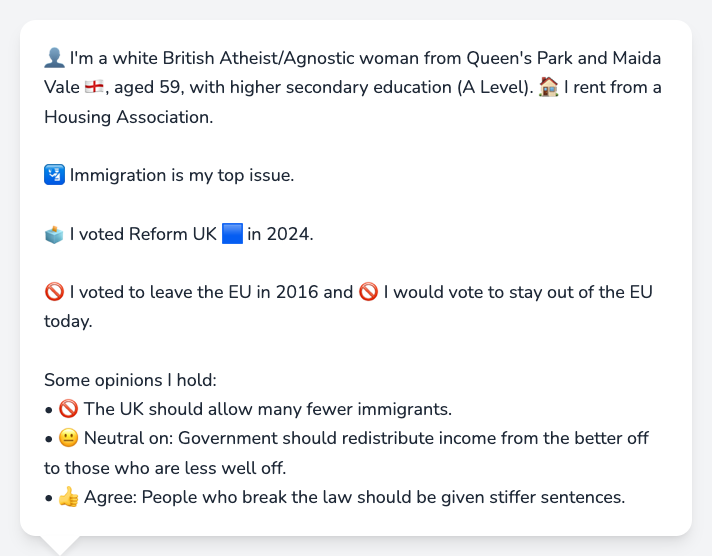 👤 I'm a white British Atheist/Agnostic woman from Queen's Park and Maida
Vale 🏴󠁧󠁢󠁥󠁮󠁧󠁿, aged 59, with higher secondary education (A Level). 🏠 I rent from a
Housing Association.
🛂 Immigration is my top issue.
🗳️ I voted Reform UK 🟦 in 2024.
🚫 I voted to leave the EU in 2016 and 🚫 I would vote to stay out of the EU
today.
Some opinions I hold:
• 🚫 The UK should allow many fewer immigrants.
• 😐 Neutral on: Government should redistribute income from the better off
to those who are less well off.
• 👍 Agree: People who break the law should be given stiffer sentences.